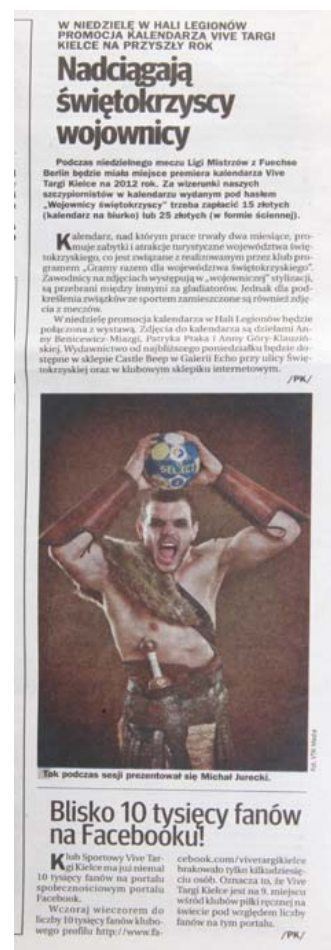 W NIEDZIELĘ W HALI LEGIONÓW
PROMOCJA KALENDARZA VIVE TARGI
KIELCE NA PRZYSZŁY ROK
Nadciągają
świętokrzyscy
wojownicy
Podczas niedzielnego meczu Ligi Mistrzów z Fuechse
Berlin będzie miała miejsce premiera kalendarza Vive
Targi Kielce na 2012 rok. Za wizerunki naszych
szczypiornistów w kalendarzu wydanym pod hasłem
„Wojownicy świętokrzyscy" trzeba zapłacić 15 złotych
(kalendarz na biurko) lub 25 złotych (w formie ściennej).
Kalendarz, nad którym prace trwały dwa miesiące, pro-
muje zabytki i atrakcje turystyczne województwa świę-
tokrzyskiego, co jest związane z realizowanym przez klub pro-
gramem „Gramy razem dla województwa świętokrzyskiego".
Zawodnicy na zdjęciach występują w „wojowniczej" stylizacji,
są przebrani między innymi za gladiatorów. Jednak dla pod-
kreślenia związków ze sportem zamieszczone są również zdję-
cia z meczów.
W niedzielę promocja kalendarza w Hali Legionów będzie
połączona z wystawą. Zdjęcia do kalendarza są dziełami An-
ny Benicewicz-Miazgi, Patryka Ptaka i Anny Góry-Klauziń-
skiej. Wydawnictwo od najbliższego poniedziałku będzie do-
stępne w sklepie Castle Beep w Galerii Echo przy ulicy Świę-
tokrzyskiej oraz w klubowym sklepiku internetowym.
/PK/
SELECT
fot. VTK Media
Tak podczas sesji prezentował się Michał Jurecki.
Blisko 10 tysięcy fanów
na Facebooku!
Klub Sportowy Vive Tar-
gi Kielce ma już niemal
10 tysięcy fanów na portalu
społecznościowym portalu
Facebook.
Wczoraj wieczorem do
liczby 10 tysięcy fanów klubo-
wego profilu http://www.fa-
cebook.com/vivetargikielce
brakowało tylko kilkudziesię-
ciu osób. Oznacza to, że Vive
Targi Kielce jest na 9. miejscu
wśród klubów piłki ręcznej na
świecie pod względem liczby
fanów na tym portalu.
/PK/